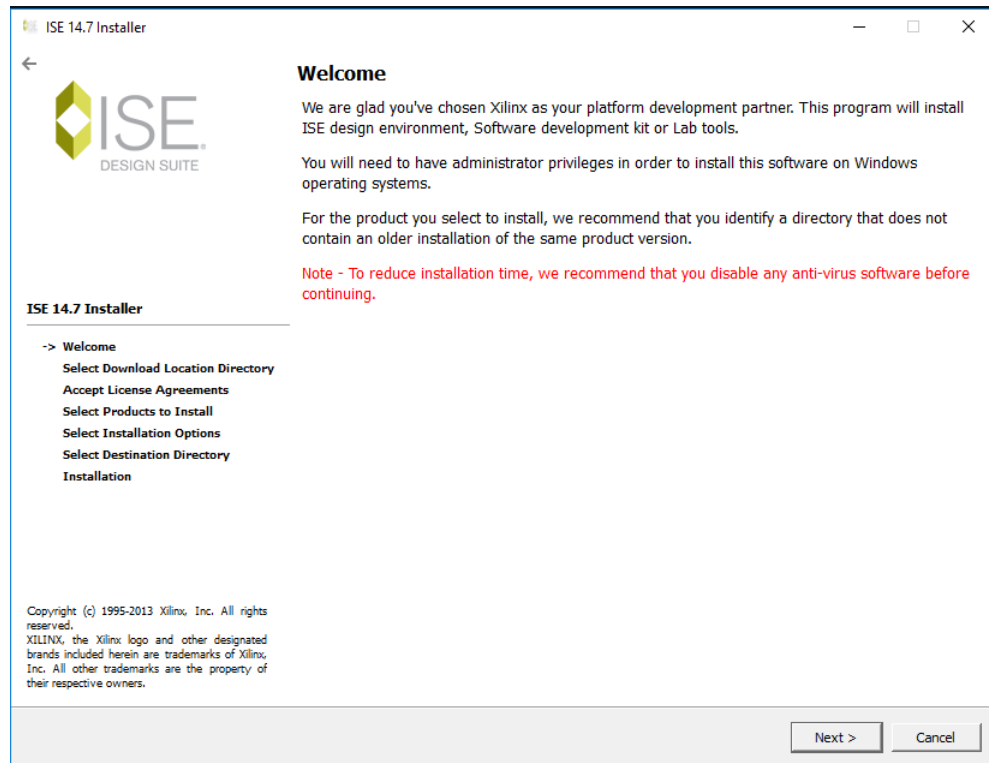 ISE 14.7 Installer
ISE
DESIGN SUITE
ISE 14.7 Installer
-> Welcome
Select Download Location Directory
Accept License Agreements
Select Products to Install
Select Installation Options
Select Destination Directory
Installation
Copyright (c) 1995-2013 Xilinx, Inc. All rights
reserved.
XILINX, the Xilinx logo and other designated
brands included herein are trademarks of Xilinx,
Inc. All other trademarks are the property of
their respective owners.
Welcome
We are glad you've chosen Xilinx as your platform development partner. This program will install
ISE design environment, Software development kit or Lab tools.
You will need to have administrator privileges in order to install this software on Windows
operating systems.
For the product you select to install, we recommend that you identify a directory that does not
contain an older installation of the same product version.
Note - To reduce installation time, we recommend that you disable any anti-virus software before
continuing.
Next >
Cancel